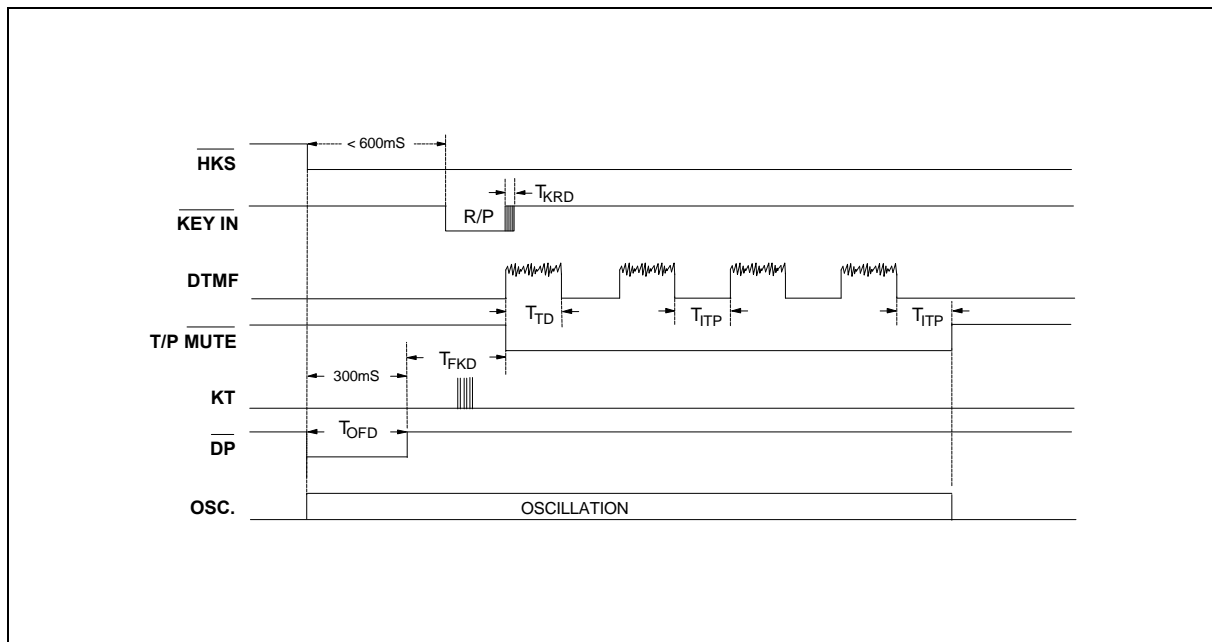 < 600mS
HKS
T_KRD
R/P
KEY IN
DTMF
T_TD
T_ITP
T_ITP
T/P MUTE
T_FKD
300mS
KT
T_OFD
DP
OSC.
OSCILLATION